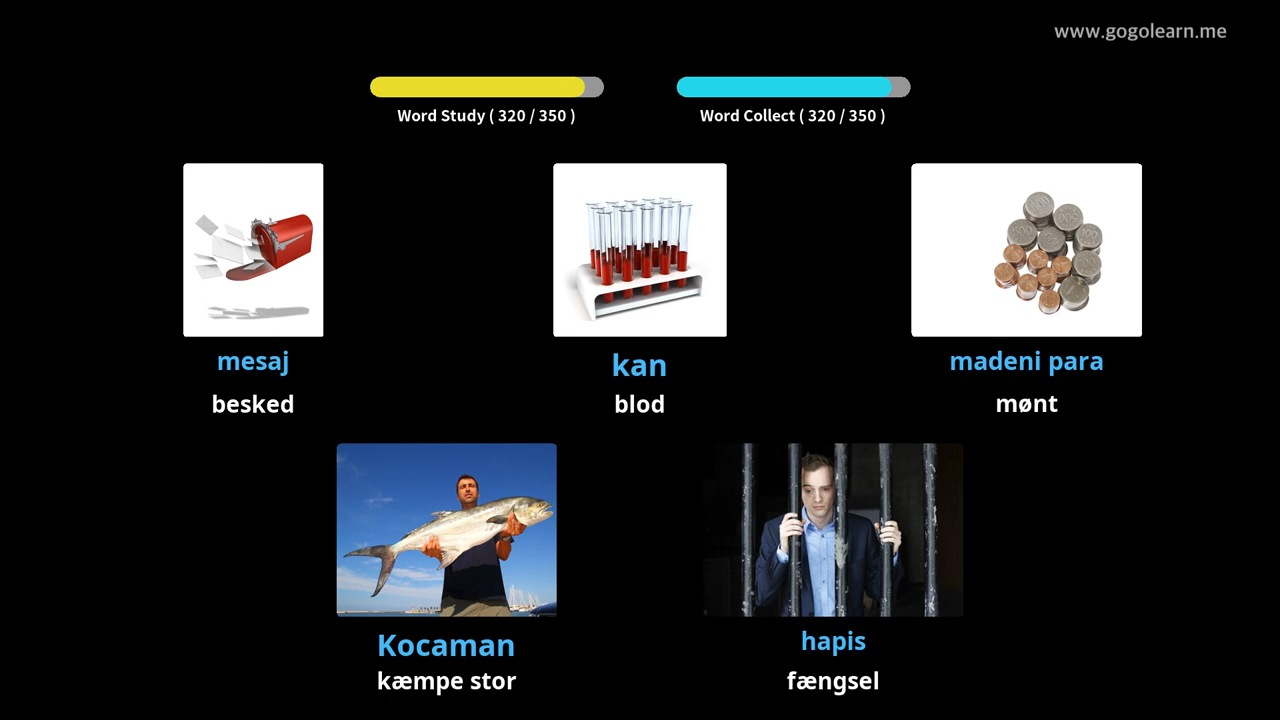 www.gogolearn.me
Word Study ( 320 / 350 )
Word Collect ( 320 / 350 )
mesaj
besked
kan
blod
madeni para
mønt
Kocaman
kæmpe stor
hapis
fængsel